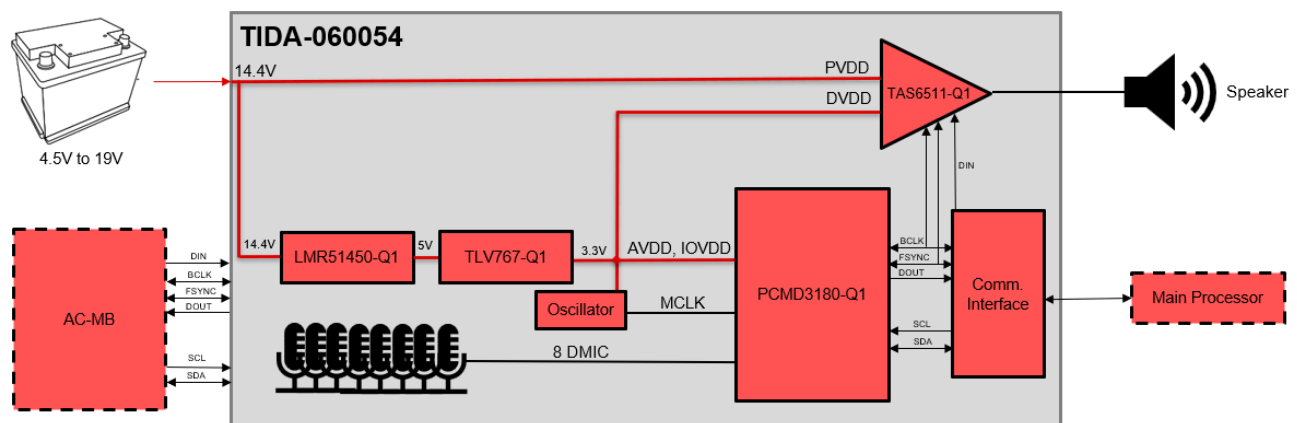 TIDA-060054
14.4V
PVDD
DVDD
TAS6511-Q1
Speaker
4.5V to 19V
DIN
14.4V
LMR51450-Q1
5V
TLV767-Q1
3.3V
AVDD, IOVDD
Oscillator
MCLK
8 DMIC
PCMD3180-Q1
BCLK
FSYNC
DOUT
SCL
SDA
Comm.
Interface
Main Processor
AC-MB
DIN
BCLK
FSYNC
DOUT
SCL
SDA